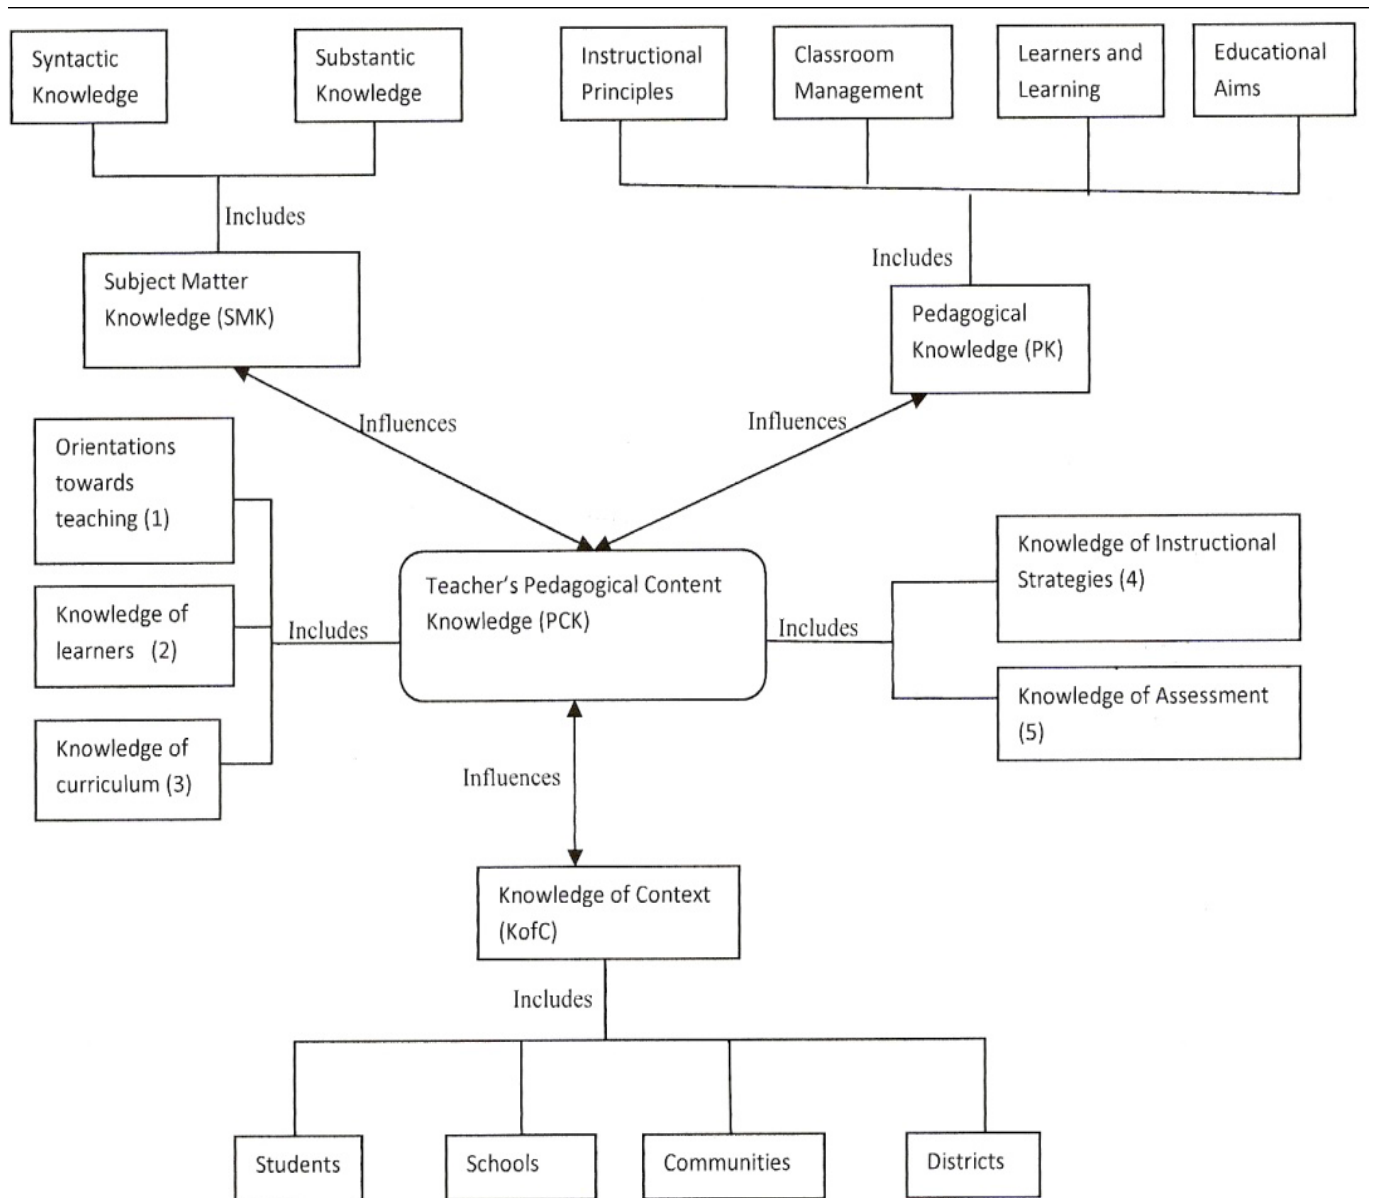 Syntactic
Knowledge
Substantic
Knowledge
Instructional
Principles
Classroom
Management
Learners and
Learning
Educational
Aims
Includes
Includes
Subject Matter
Knowledge (SMK)
Pedagogical
Knowledge (PK)
Influences
Influences
Orientations
towards
teaching (1)
Knowledge of
learners (2)
Knowledge of
curriculum (3)
Includes
Teacher's Pedagogical Content
Knowledge (PCK)
Includes
Knowledge of Instructional
Strategies (4)
Knowledge of Assessment
(5)
Influences
Knowledge of Context
(KofC)
Includes
Students
Schools
Communities
Districts